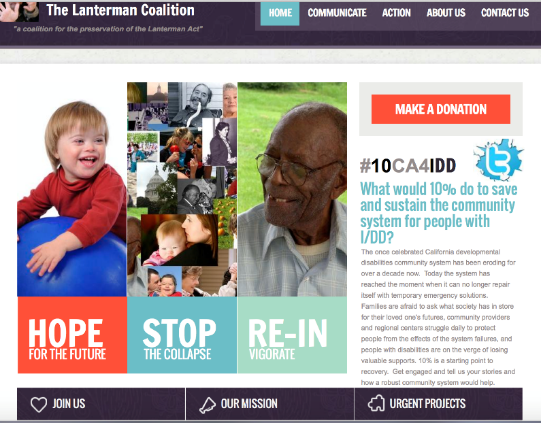 The Lanterman Coalition
"a coalition for the preservation of the Lanterman Act"
HOME COMMUNICATE ACTION ABOUT US CONTACT US
MAKE A DONATION
#10CA4IDD
What would 10% do to save
and sustain the community
system for people with
I/DD?
The once celebrated California developmental
disabilities community system has been eroding for
over a decade now. Today the system has
reached the moment when it can no longer repair
itself with temporary emergency solutions.
Families are afraid to ask what society has in store
for their loved one's futures, community providers
and regional centers struggle daily to protect
people from the effects of the system failures, and
people with disabilities are on the verge of losing
valuable supports. 10% is a starting point to
recovery. Get engaged and tell us your stories and
how a robust community system would help.
HOPE
FOR THE FUTURE
STOP
THE COLLAPSE
RE-IN
VIGORATE
JOIN US
OUR MISSION
URGENT PROJECTS